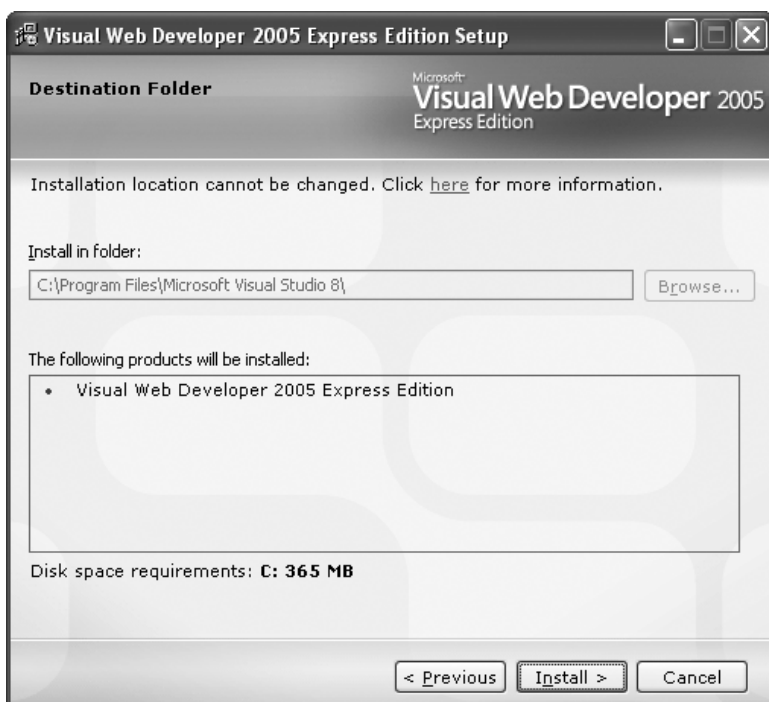 Visual Web Developer 2005 Express Edition Setup
Destination Folder
Microsoft
Visual Web Developer 2005
Express Edition
Installation location cannot be changed. Click here for more information.
Install in folder:
C:\Program Files\Microsoft Visual Studio 8\
Browse...
The following products will be installed:
• Visual Web Developer 2005 Express Edition
Disk space requirements: C: 365 MB
< Previous
Install >
Cancel